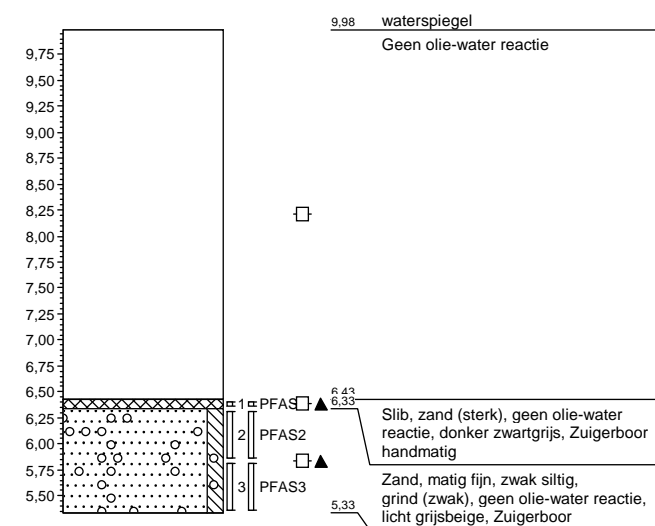 9,98 waterspiegel
Geen olie-water reactie
9,75
9,50
9,25
9,00
8,75
8,50
8,25
8,00
7,75
7,50
7,25
7,00
6,75
6,50
6,25
6,00
5,75
5,50
1 PFAS
2 PFAS2
3 PFAS3
6,43
6,33
Slib, zand (sterk), geen olie-water
reactie, donker zwartgrijs, Zuigerboor
handmatig
Zand, matig fijn, zwak siltig,
grind (zwak), geen olie-water reactie,
5,33 licht grijsbeige, Zuigerboor